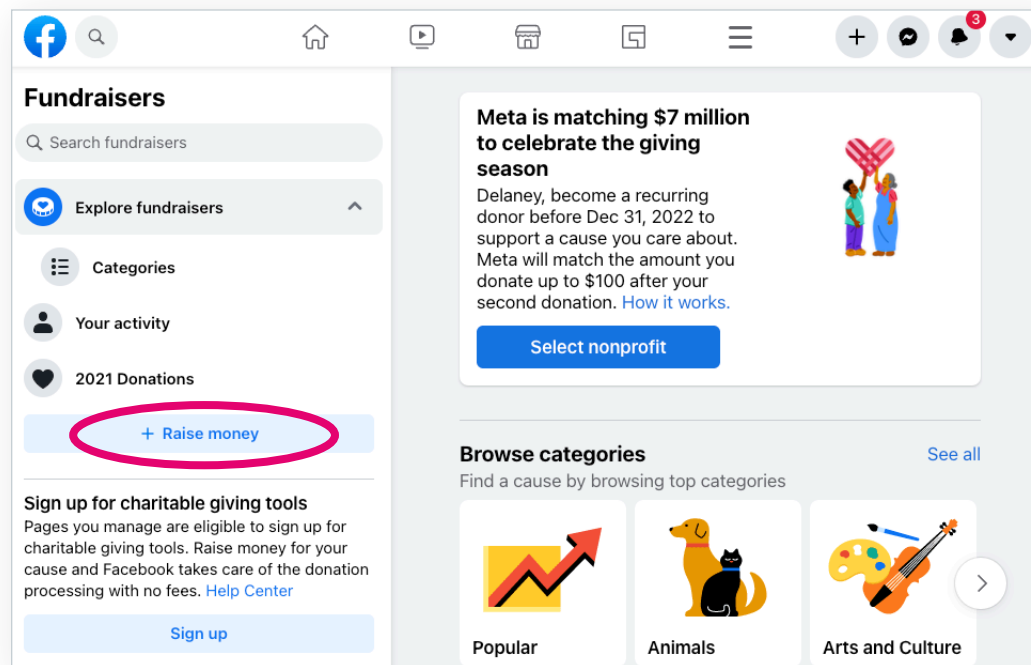 f
3
Fundraisers
Search fundraisers
Explore fundraisers
Categories
Your activity
2021 Donations
+ Raise money
Sign up for charitable giving tools
Pages you manage are eligible to sign up for
charitable giving tools. Raise money for your
cause and Facebook takes care of the donation
processing with no fees. Help Center
Sign up
Meta is matching $7 million
to celebrate the giving
season
Delaney, become a recurring
donor before Dec 31, 2022 to
support a cause you care about.
Meta will match the amount you
donate up to $100 after your
second donation. How it works.
Select nonprofit
Browse categories
See all
Find a cause by browsing top categories
Popular
Animals
Arts and Culture